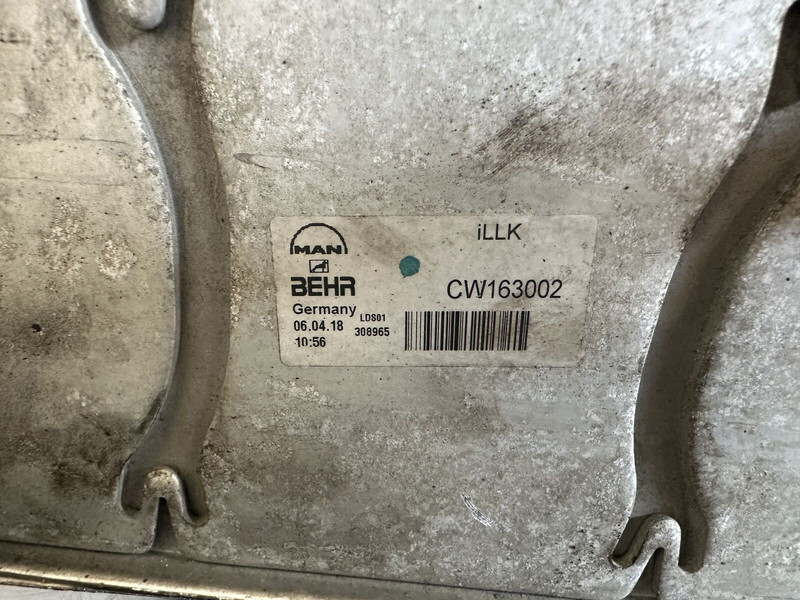 iLLK
MAN
BEHR
CW163002
Germany
LDS01
06.04.18
308965
10:56